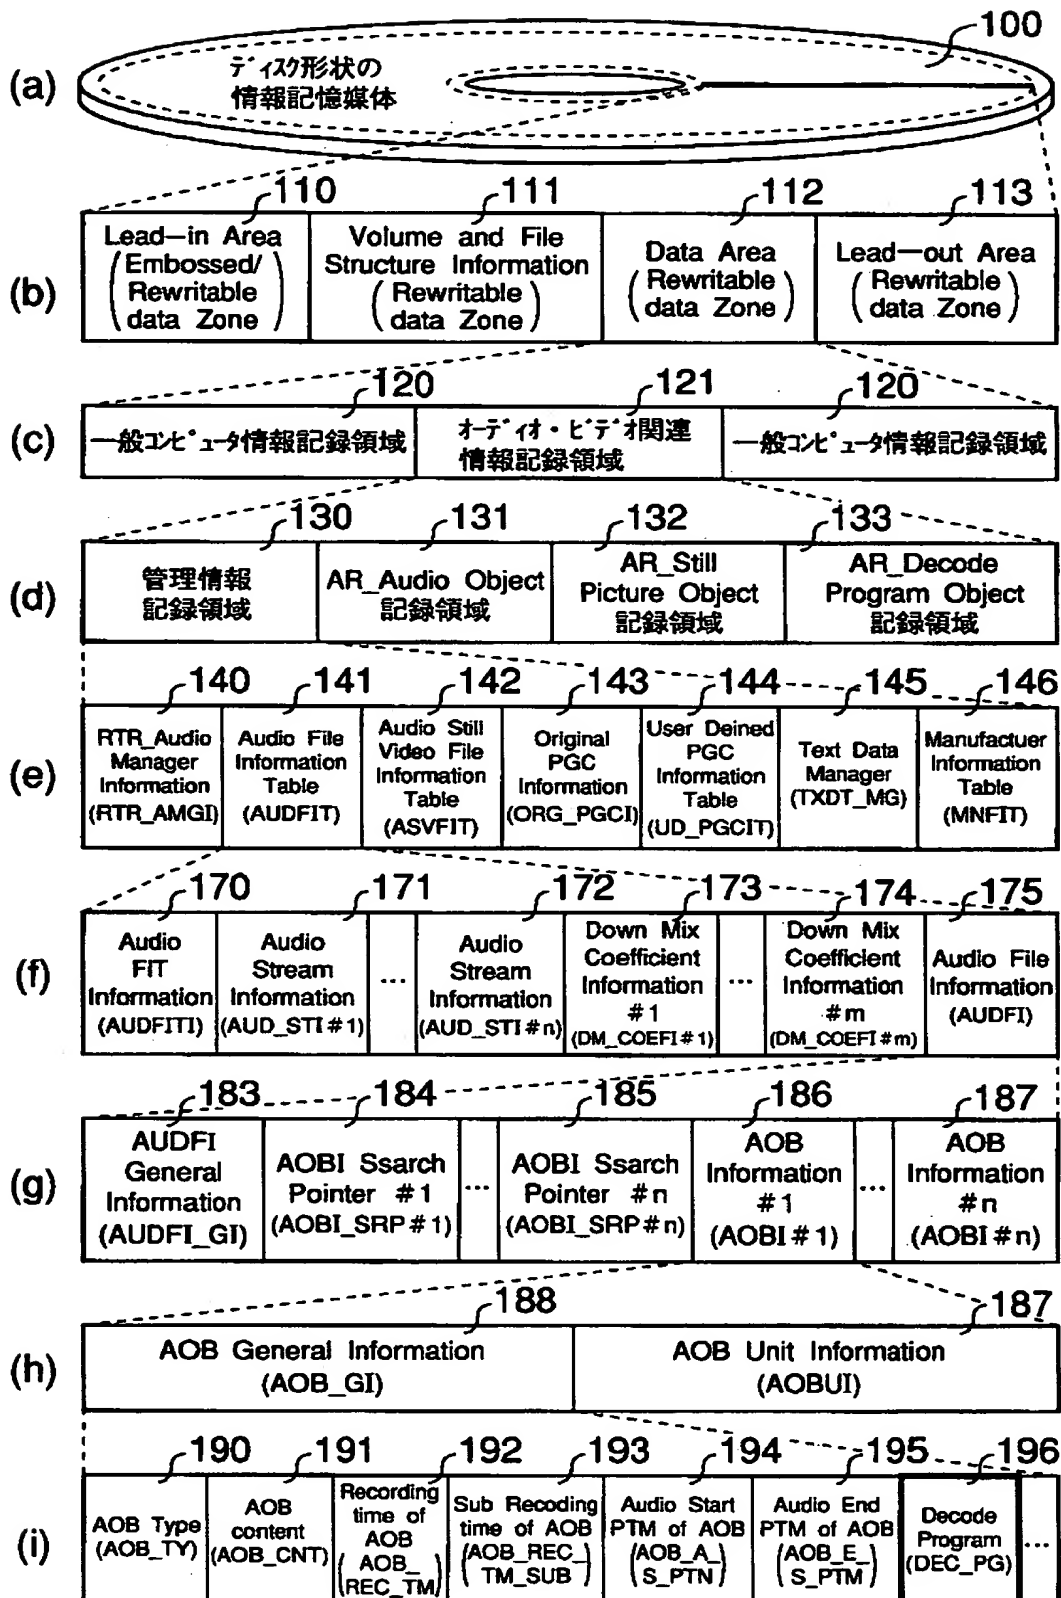 100
(a)
ディスク形状の
情報記憶媒体
110
111
112
113
(b)
Lead-in Area
(Embossed/
Rewritable
data Zone)
Volume and File
Structure Information
(Rewritable
data Zone)
Data Area
(Rewritable
data Zone)
Lead-out Area
(Rewritable
data Zone)
120
121
120
(c)
一般コンピュータ情報記録領域
オーディオ・ビデオ関連
情報記録領域
一般コンピュータ情報記録領域
130
131
132
133
(d)
管理情報
記録領域
AR_Audio Object
記録領域
AR_Still
Picture Object
記録領域
AR_Decode
Program Object
記録領域
140
141
142
143
144
145
146
(e)
RTR_Audio
Manager
Information
(RTR_AMGI)
Audio File
Information
Table
(AUDFIT)
Audio Still
Video File
Information
Table
(ASVFIT)
Original
PGC
Information
(ORG_PGCI)
User Deined
PGC
Information
Table
(UD_PGCIT)
Text Data
Manager
(TXDT_MG)
Manufactuer
Information
Table
(MNFIT)
170
171
172
173
174
175
(f)
Audio
FIT
Information
(AUDFITI)
Audio
Stream
Information
(AUD_STI#1)
...
Audio
Stream
Information
(AUD_STI#n)
Down Mix
Coefficient
Information
#1
(DM_COEFI#1)
...
Down Mix
Coefficient
Information
#m
(DM_COEFI#m)
Audio File
Information
(AUDFI)
183
184
185
186
187
(g)
AUDFI
General
Information
(AUDFI_GI)
AOBI Ssarch
Pointer #1
(AOBI_SRP#1)
...
AOBI Ssarch
Pointer #n
(AOBI_SRP#n)
AOB
Information
#1
(AOBI#1)
...
AOB
Information
#n
(AOBI#n)
188
187
(h)
AOB General Information
(AOB_GI)
AOB Unit Information
(AOBUI)
190
191
192
193
194
195
196
(i)
AOB Type
(AOB_TY)
AOB
content
(AOB_CNT)
Recording
time of
AOB
(AOB_
REC_TM)
Sub Recoding
time of AOB
(AOB_REC_
TM_SUB)
Audio Start
PTM of AOB
(AOB_A_
S_PTN)
Audio End
PTM of AOB
(AOB_E_
S_PTM)
Decode
Program
(DEC_PG)
...